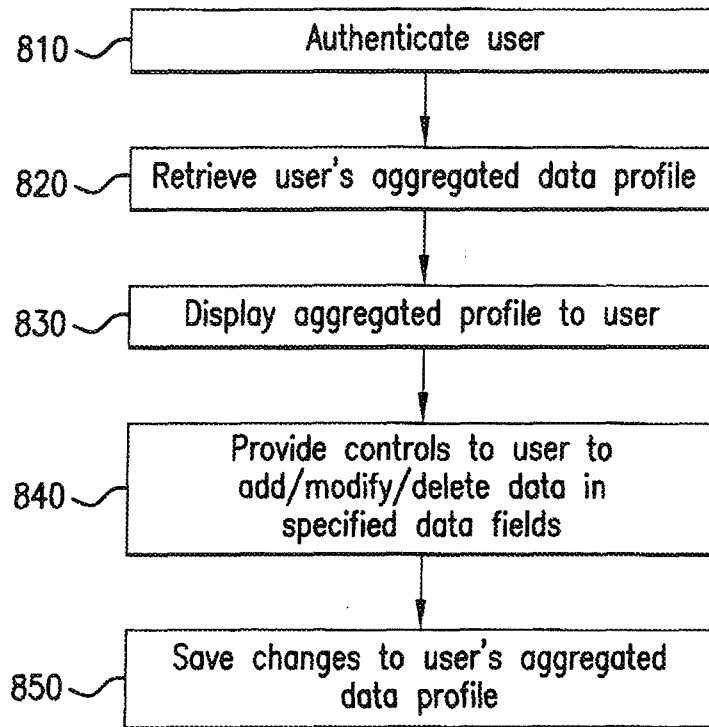 810
Authenticate user
820
Retrieve user's aggregated data profile
830
Display aggregated profile to user
840
Provide controls to user to
add/modify/delete data in
specified data fields
850
Save changes to user's aggregated
data profile